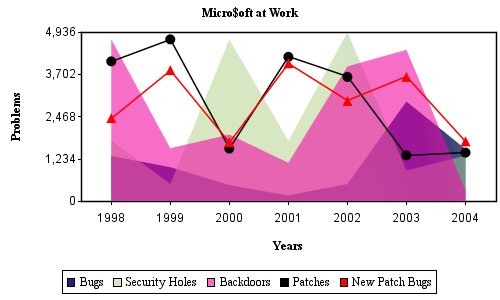 Micro$oft at Work
4,936
3,702
2,468
1,234
0
Problems
1998 1999 2000 2001 2002 2003 2004
Years
Bugs Security Holes Backdoors Patches New Patch Bugs